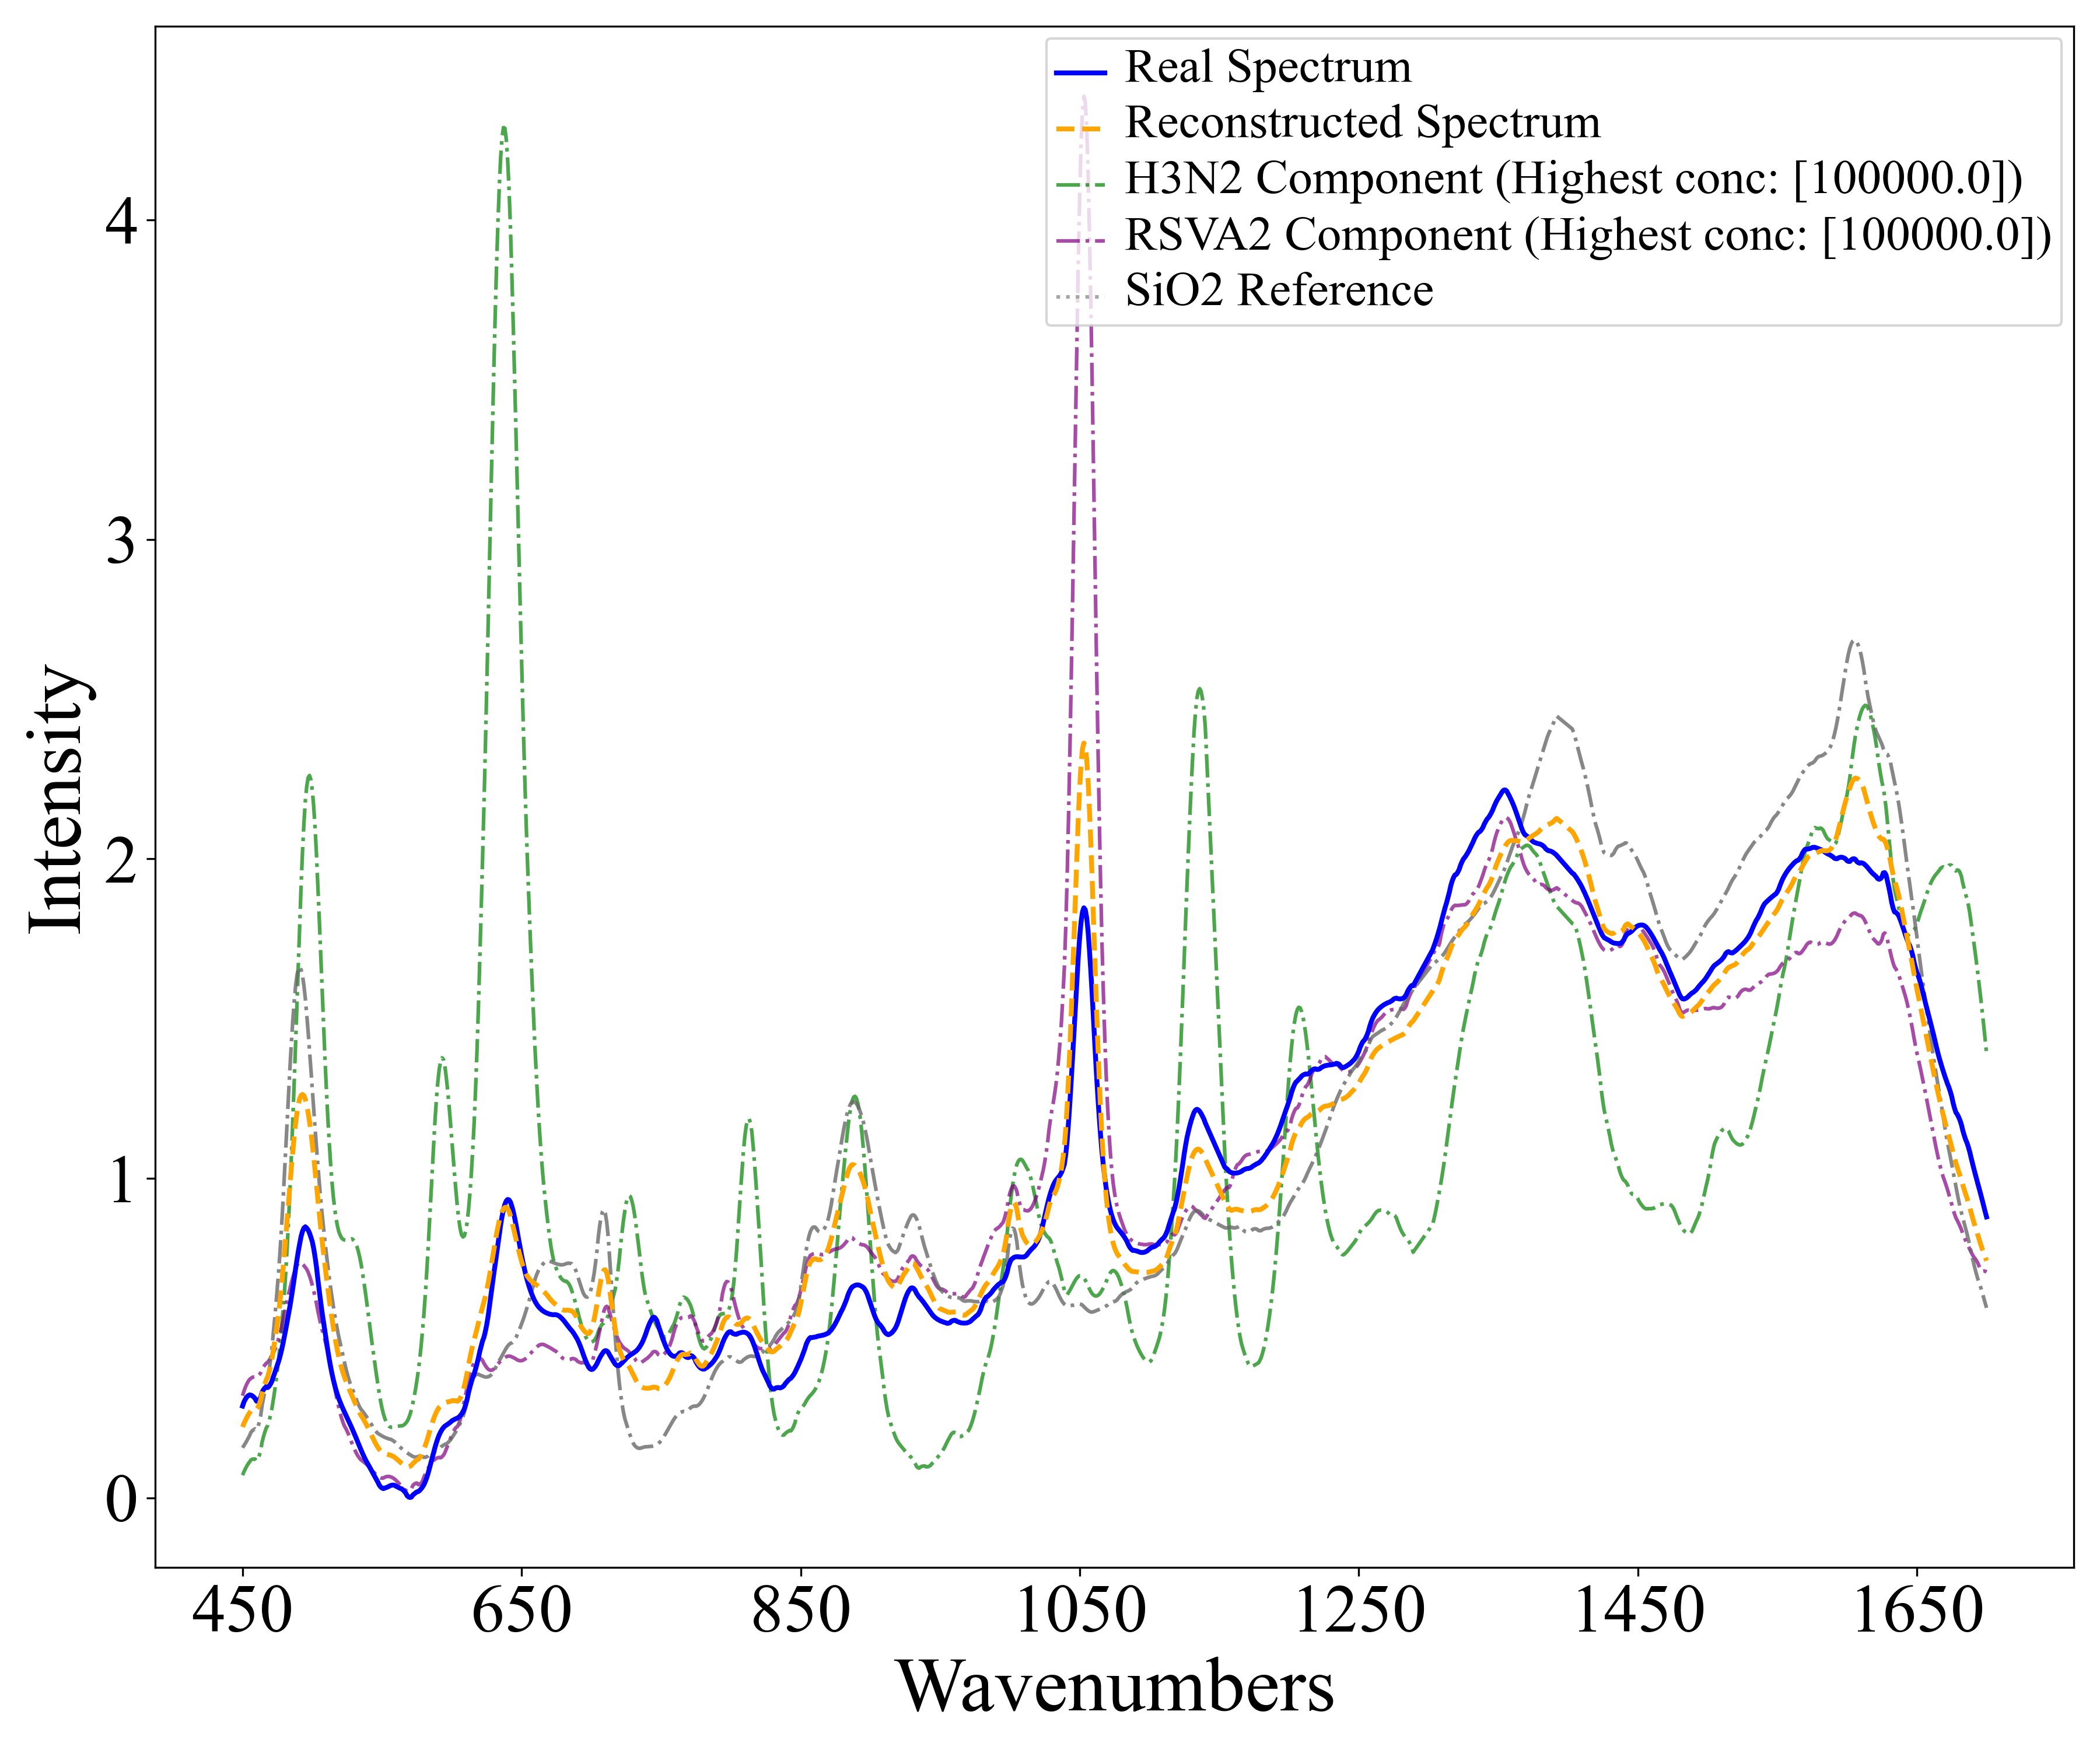 Real Spectrum
Reconstructed Spectrum
H3N2 Component (Highest conc: [100000.0])
RSVA2 Component (Highest conc: [100000.0])
SiO2 Reference
Intensity
4
3
2
1
0
450 650 850 1050 1250 1450 1650
Wavenumbers